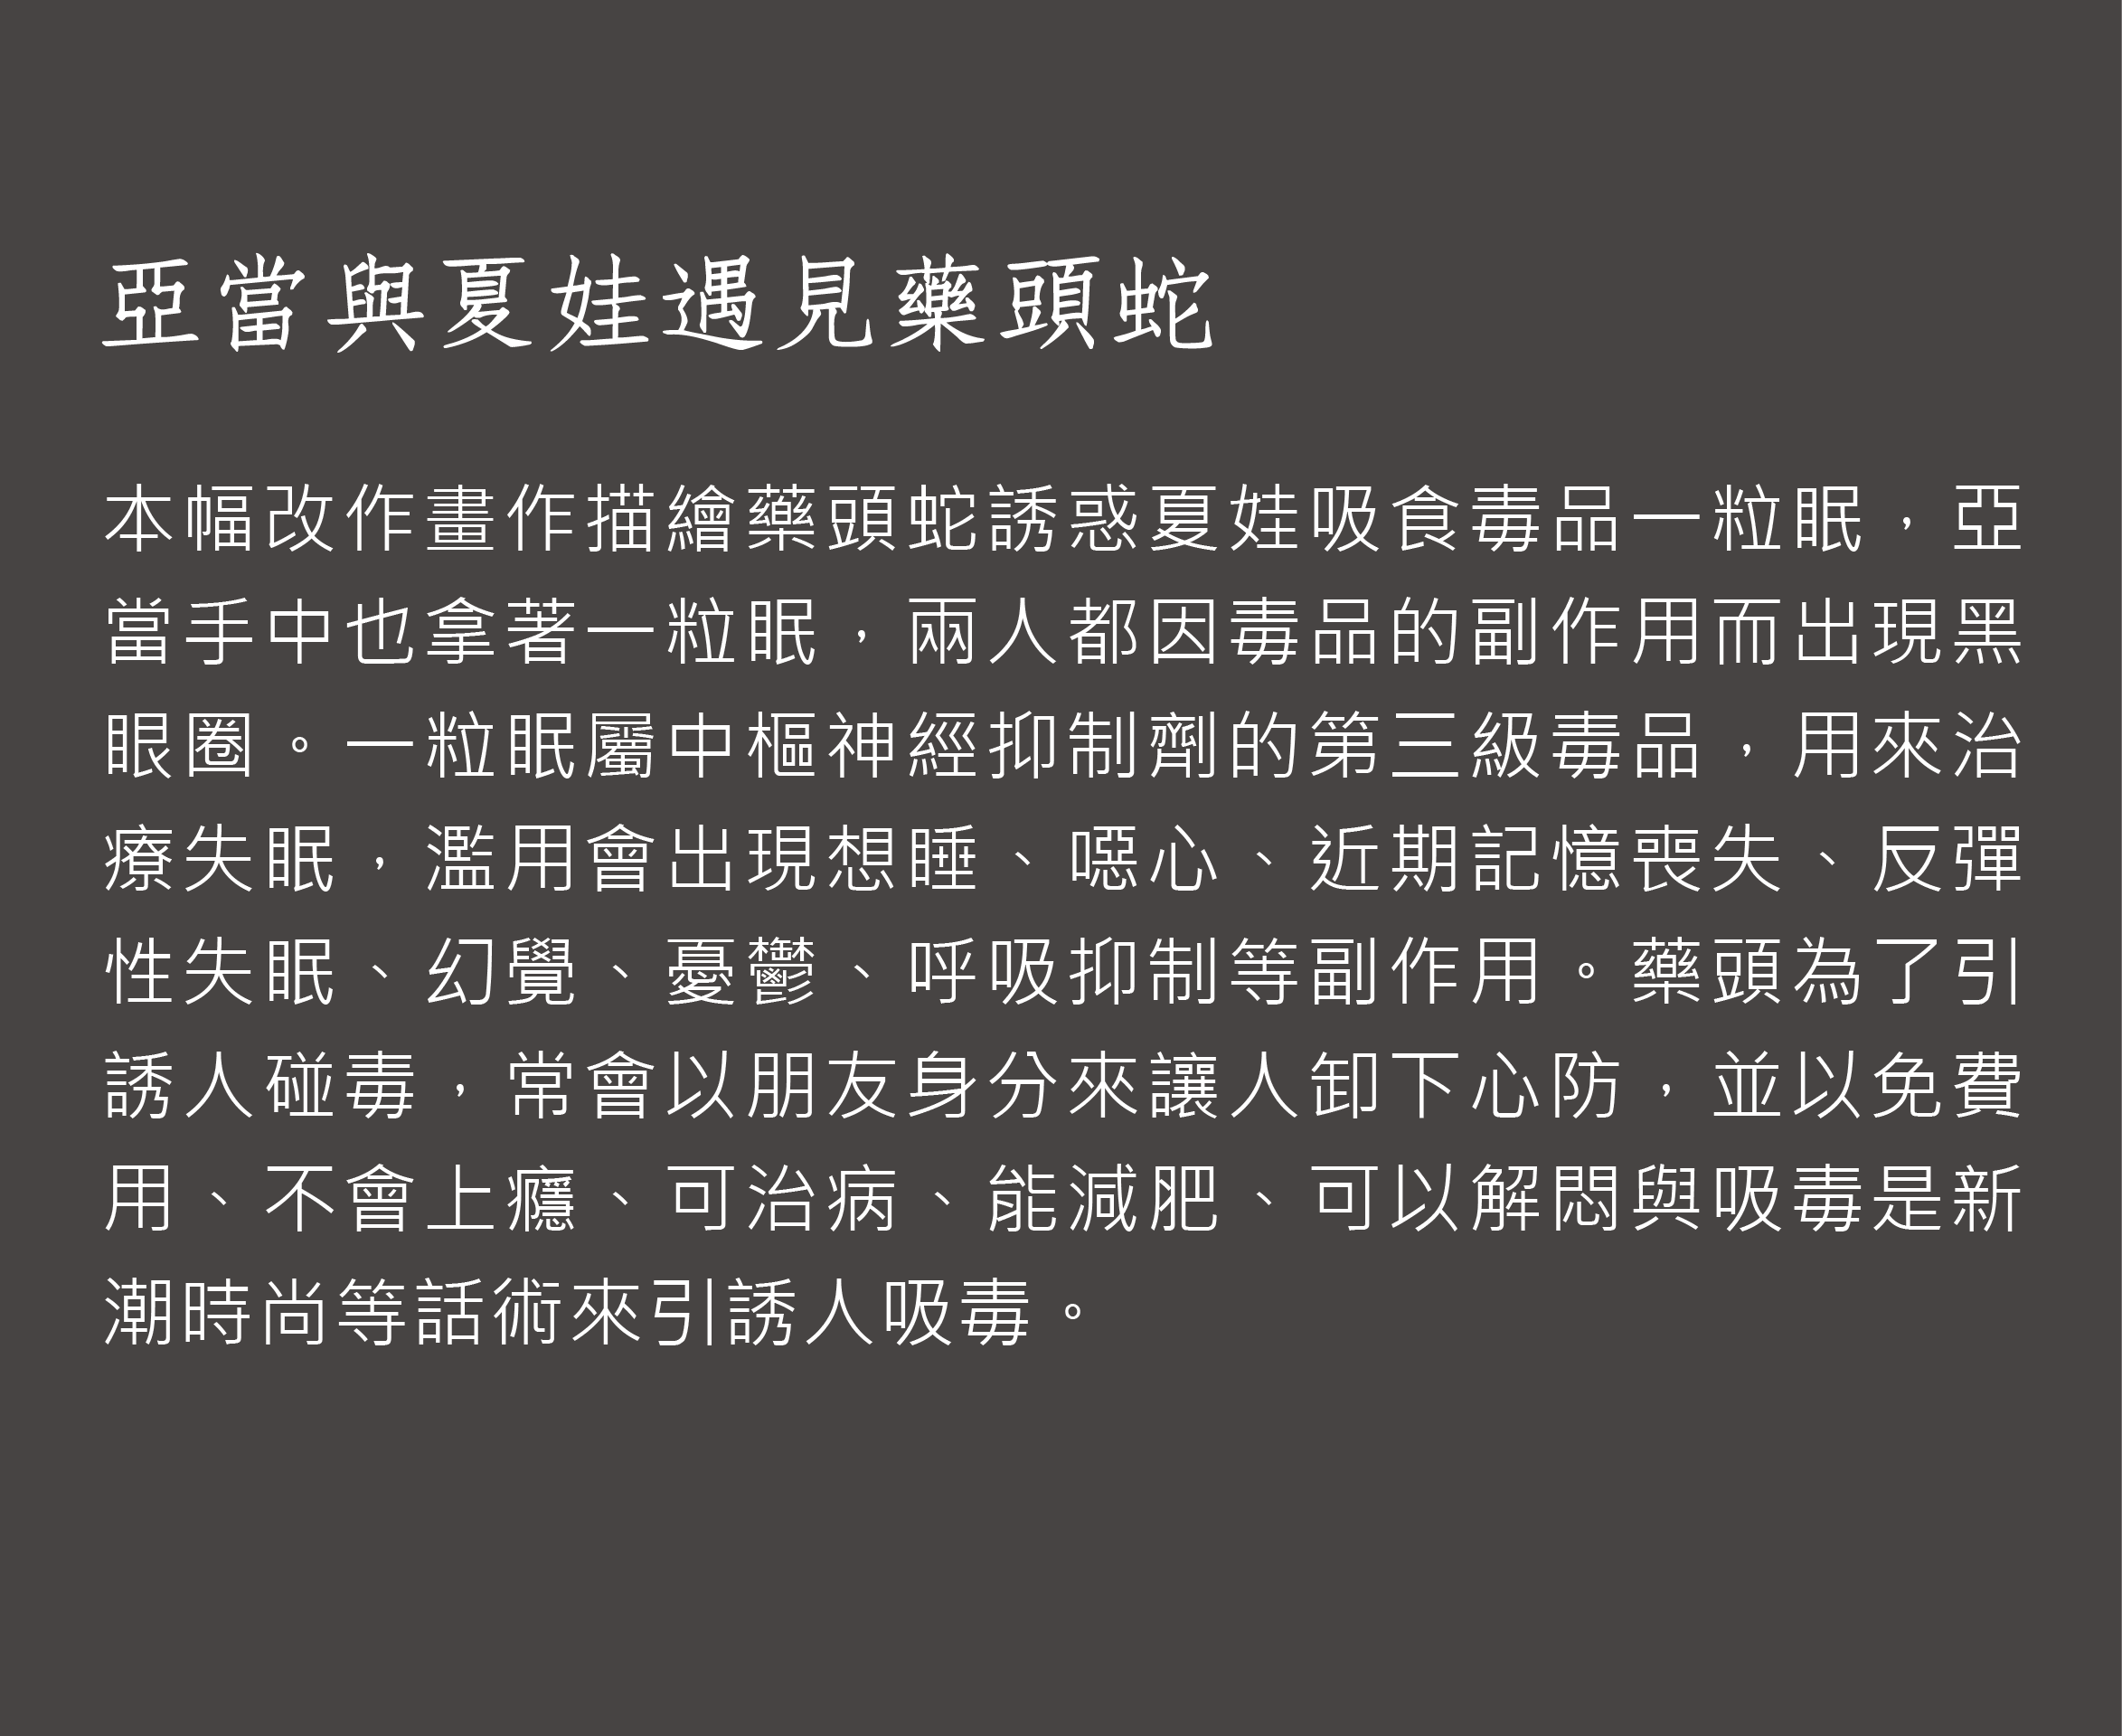 亞當與夏娃遇見藥頭蛇
本幅改作畫作描繪藥頭蛇誘惑夏娃吸食毒品一粒眠，亞
當手中也拿著一粒眠，兩人都因毒品的副作用而出現黑
眼圈。一粒眠屬中樞神經抑制劑的第三級毒品，用來治
療失眠，濫用會出現想睡、噁心、近期記憶喪失、反彈
性失眠、幻覺、憂鬱、呼吸抑制等副作用。藥頭為了引
誘人碰毒，常會以朋友身分來讓人卸下心防，並以免費
用、不會上癮、可治病、能減肥、可以解悶與吸毒是新
潮時尚等話術來引誘人吸毒。